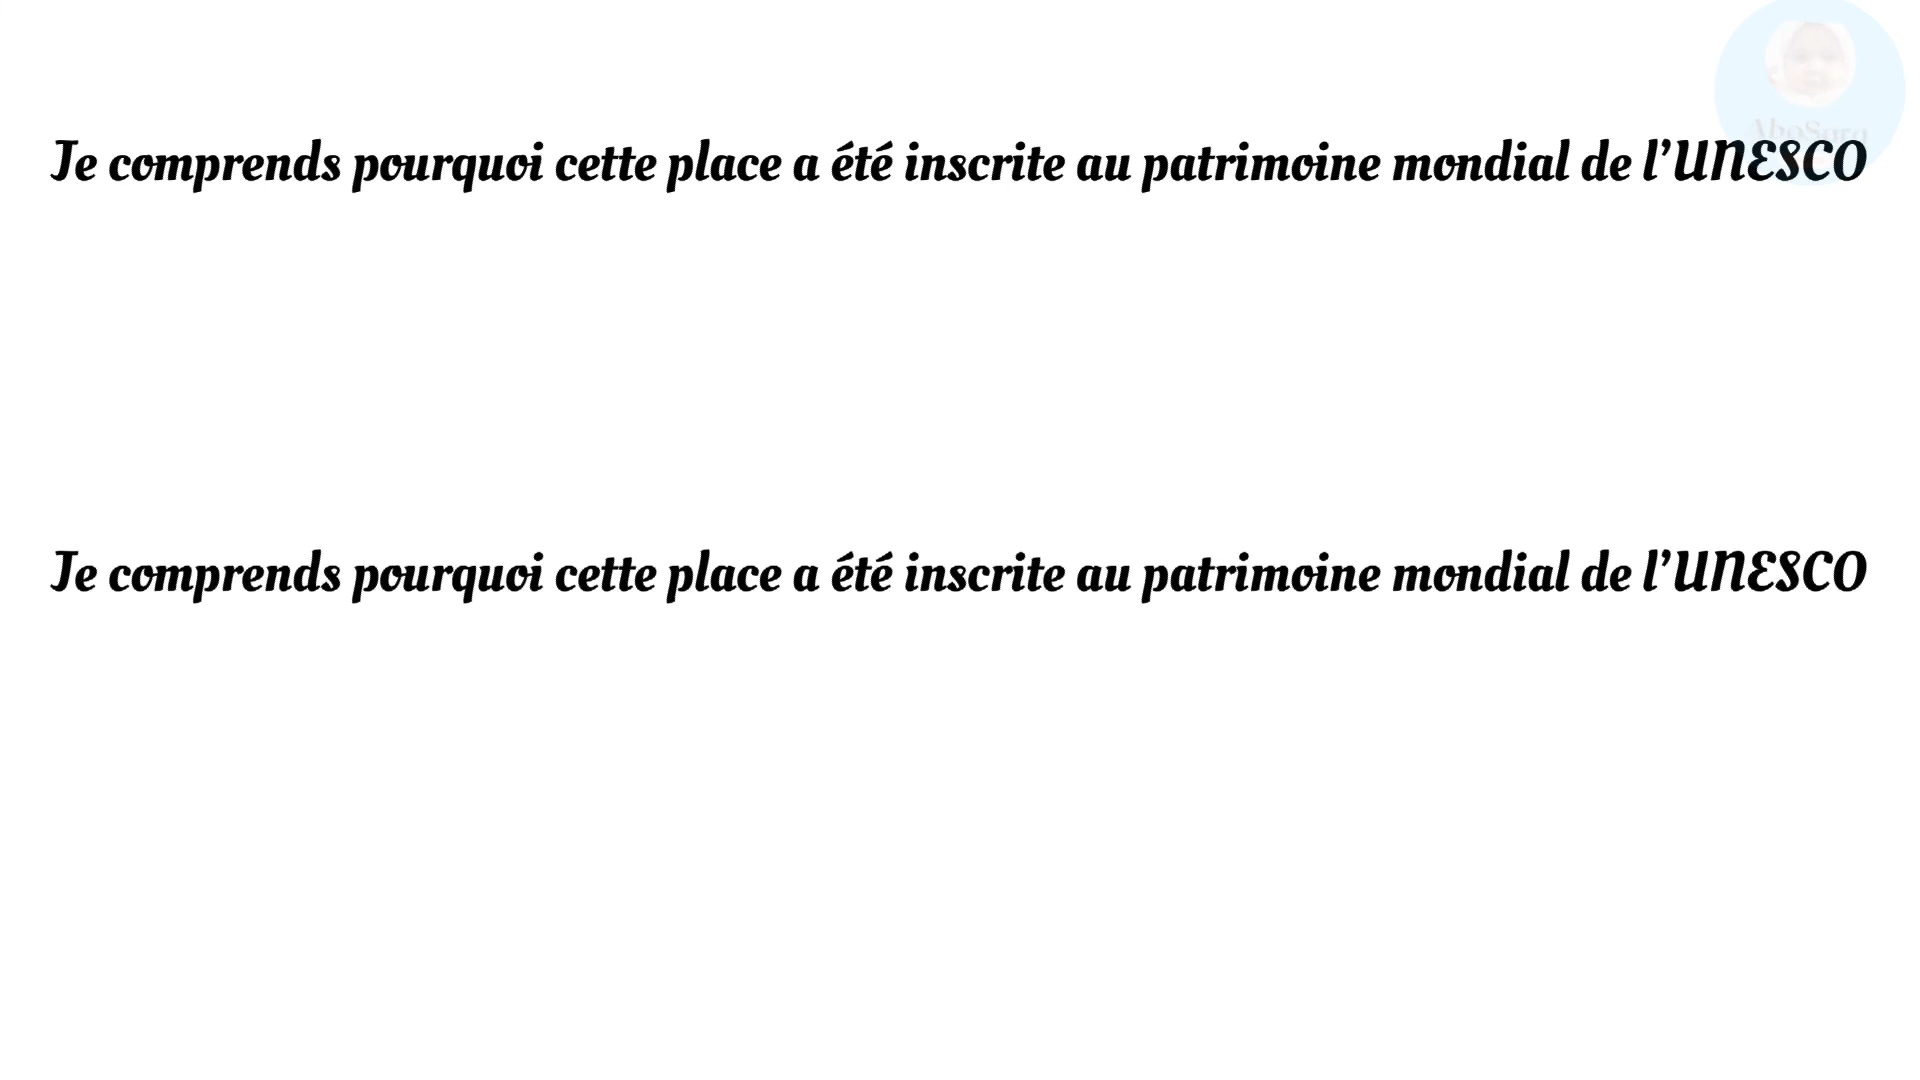 AboSara
Je comprends pourquoi cette place a été inscrite au patrimoine mondial de l’UNESCO
Je comprends pourquoi cette place a été inscrite au patrimoine mondial de l’UNESCO